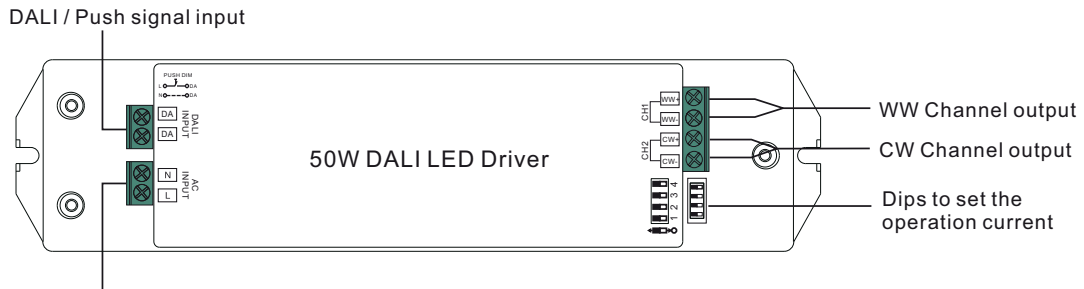 DALI / Push signal input
PUSH DIM
L DA
N DA
DA
DA
DALI
INPUT
N
L
AC
INPUT
50W DALI LED Driver
CH1
WW+
WW-
CH2
CW+
CW-
1 2 3 4
WW Channel output
CW Channel output
Dips to set the
operation current